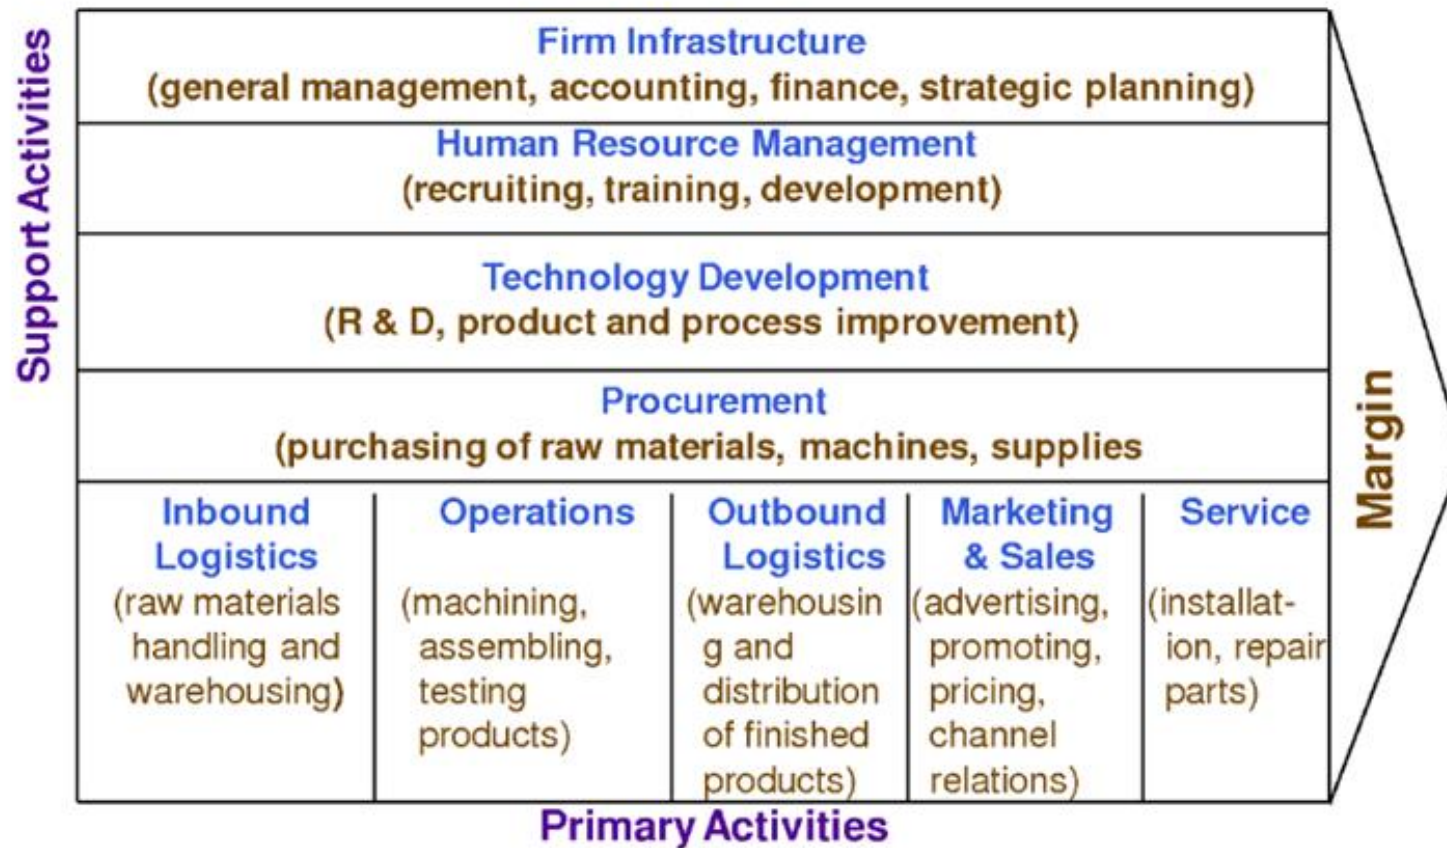 Support Activities
Firm Infrastructure
(general management, accounting, finance, strategic planning)
Human Resource Management
(recruiting, training, development)
Technology Development
(R & D, product and process improvement)
Procurement
(purchasing of raw materials, machines, supplies
Inbound
Logistics
(raw materials
handling and
warehousing)
Operations
(machining,
assembling,
testing
products)
Outbound
Logistics
(warehousin
g and
distribution
of finished
products)
Marketing
& Sales
(advertising,
promoting,
pricing,
channel
relations)
Service
(installat-
ion, repair
parts)
Margin
Primary Activities